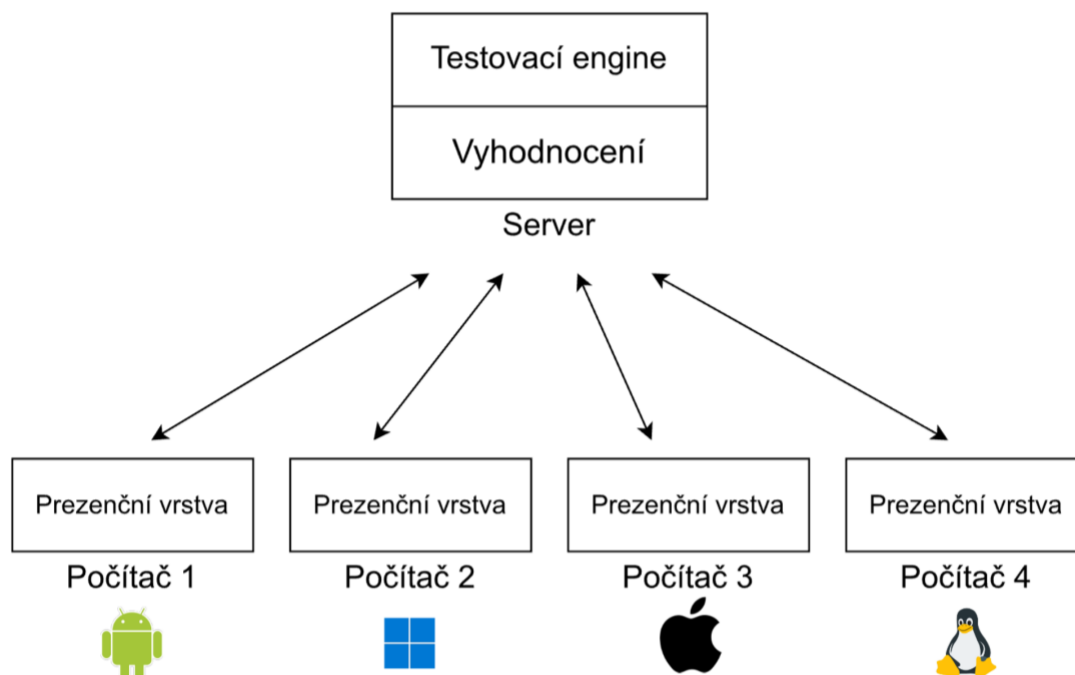 Testovací engine
Vyhodnocení
Server
Prezenční vrstva
Prezenční vrstva
Prezenční vrstva
Prezenční vrstva
Počítač 1
Počítač 2
Počítač 3
Počítač 4